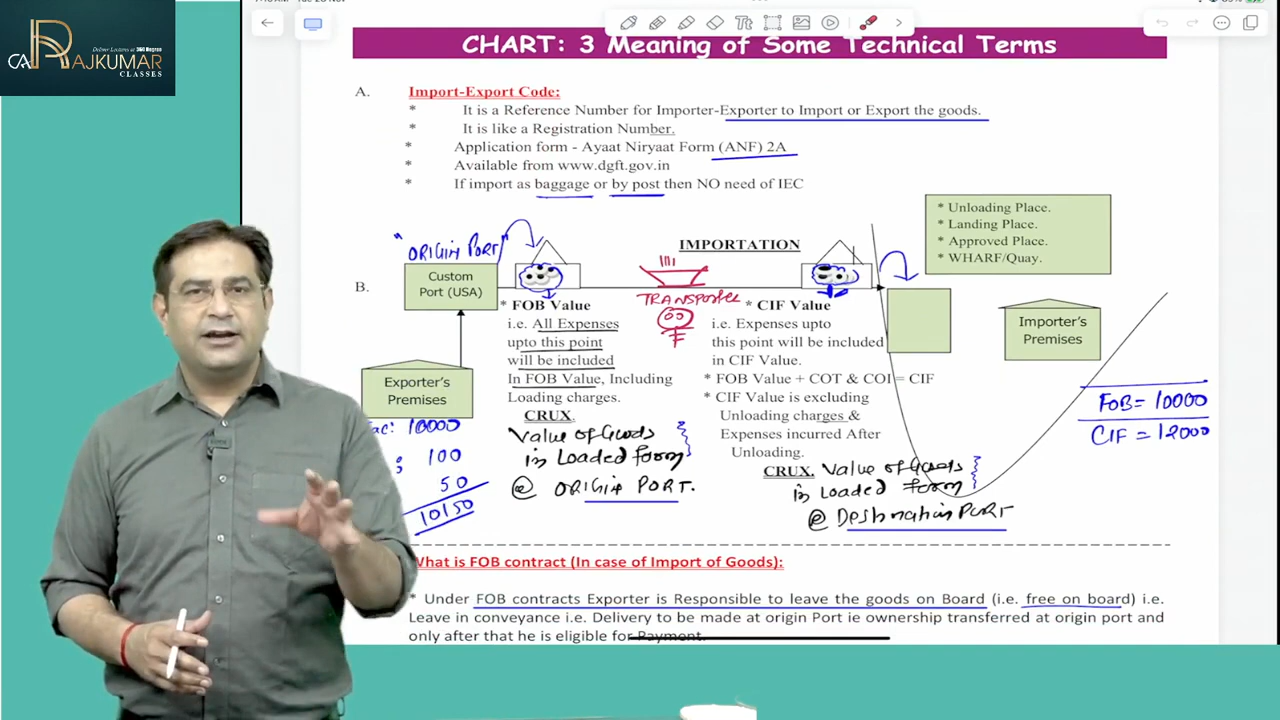 Deliver Lectures at 360 Degree
CA RAJKUMAR
CLASSES
CHART: 3 Meaning of Some Technical Terms
A. Import-Export Code:
* It is a Reference Number for Importer-Exporter to Import or Export the goods.
* It is like a Registration Number.
* Application form - Ayaat Niryaat Form (ANF) 2A
* Available from www.dgft.gov.in
* If import as baggage or by post then NO need of IEC
* Unloading Place.
* Landing Place.
* Approved Place.
* WHARF/Quay.
"ORIGIN PORT"
IMPORTATION
B.
Custom
Port (USA)
TRANSPORTER
Exporter's
Premises
* FOB Value
i.e. All Expenses
upto this point
will be included
In FOB Value, Including
Loading charges.
CRUX.
Value of Goods
in Loaded form
@ ORIGIN PORT.
* CIF Value
i.e. Expenses upto
this point will be included
in CIF Value.
* FOB Value + COT & COI = CIF
* CIF Value is excluding
Unloading charges &
Expenses incurred After
Unloading.
CRUX. Value of Goods
in Loaded form
@ Destination PORT
Importer's
Premises
FOB = 10000
CIF = 12000
10000
100
50
10150
What is FOB contract (In case of Import of Goods):
* Under FOB contracts Exporter is Responsible to leave the goods on Board (i.e. free on board) i.e.
Leave in conveyance i.e. Delivery to be made at origin Port ie ownership transferred at origin port and
only after that he is eligible for Payment.